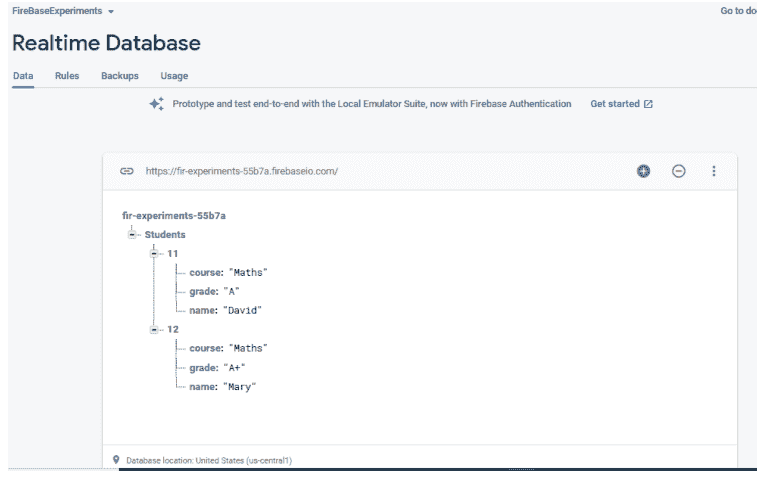 FireBaseExperiments
Go to do
Realtime Database
Data Rules Backups Usage
Prototype and test end-to-end with the Local Emulator Suite, now with Firebase Authentication Get started
https://fir-experiments-55b7a.firebaseio.com/
fir-experiments-55b7a
Students
11
course: "Maths"
grade: "A"
name: "David"
12
course: "Maths"
grade: "A+"
name: "Mary"
Database location: United States (us-central1)